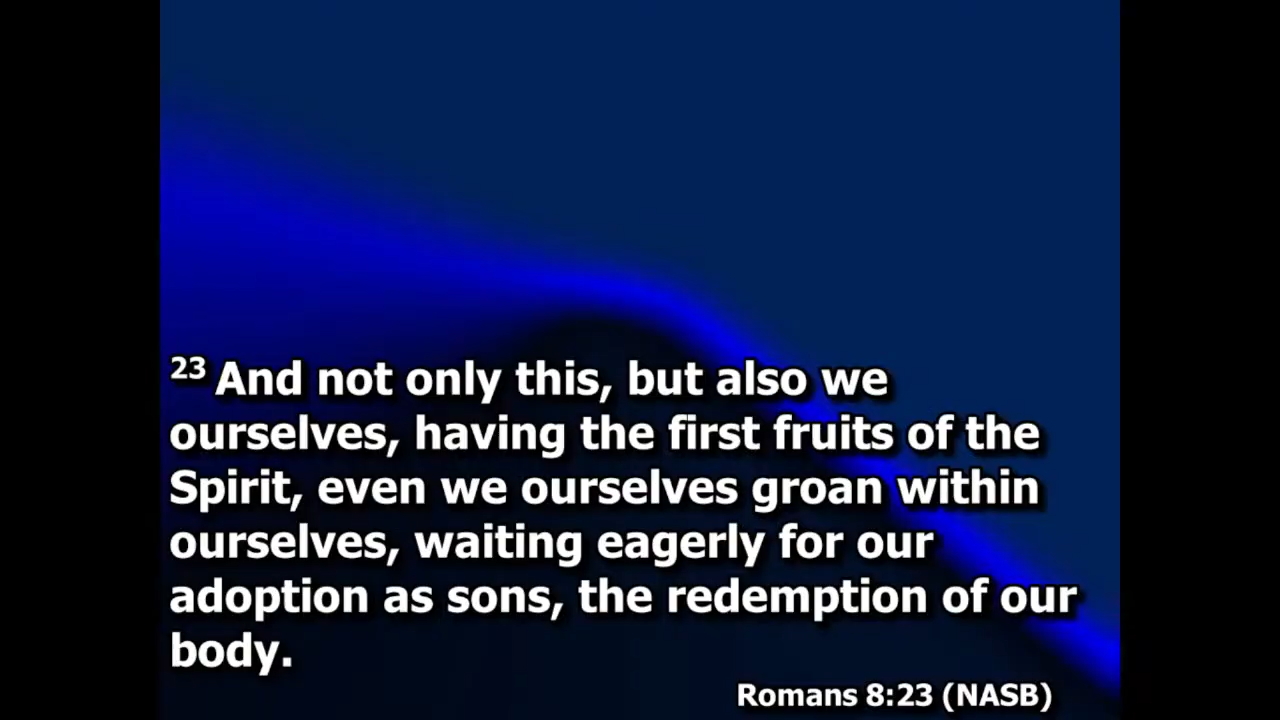 23 And not only this, but also we
ourselves, having the first fruits of the
Spirit, even we ourselves groan within
ourselves, waiting eagerly for our
adoption as sons, the redemption of our
body.
Romans 8:23 (NASB)